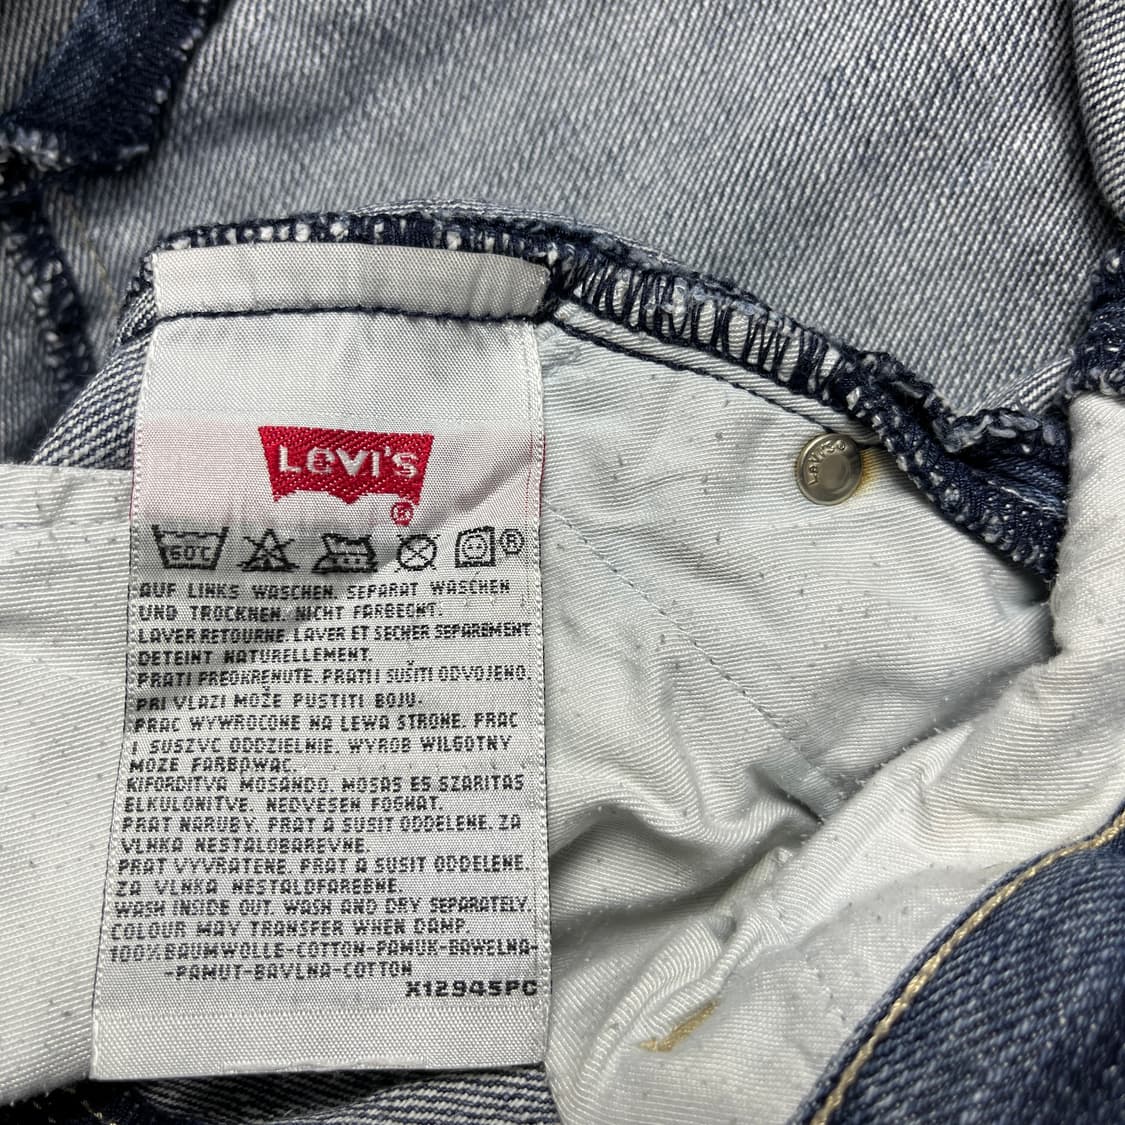 Levi's
®
60C
®
AUF LINKS WASCHEN. SEPARAT WASCHEN
UND TROCKNEN. NICHT FARBECHT.
LAVER RETOURNE. LAVER ET SECHER SEPAREMENT
DETEINT NATURELLEMENT.
PRATI PREOKRENUTE. PRATI I SUŠITI ODVOJENO.
PRI VLAZI MOŽE PUSTITI BOJU.
PRAC WYWROCONE NA LEWA STRONE. PRAC
I SUSZYC ODDZIELNIE. WYROB WILGOTNY
MOZE FARBOWAC.
KIFORDITVA MOSANDO. MOSAS ES SZARITAS
ELKULONITVE. NEDVESEN FOGHAT.
PRAT NARUBY. PRAT A SUSIT ODDELENE. ZA
VLHKA NESTALOBAREVNE.
PRAT VYVRATENE. PRAT A SUSIT ODDELENE.
ZA VLHKA NESTALOFAREBNE.
WASH INSIDE OUT. WASH AND DRY SEPARATELY.
COLOUR MAY TRANSFER WHEN DAMP.
100% BAUMWOLLE-COTTON-PAMUK-BAWELNA-
-PAMUT-BAVLNA-COTTON
X12945PC
LEVI'S